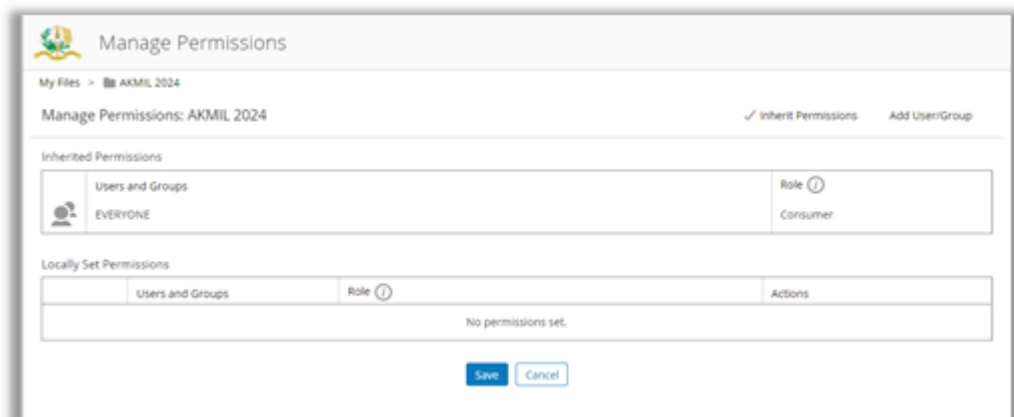 Manage Permissions
My Files > AKMIL 2024
Manage Permissions: AKMIL 2024 Inherit Permissions Add User/Group
Inherited Permissions
Users and Groups Role
EVERYONE Consumer
Locally Set Permissions
Users and Groups Role Actions
No permissions set.
Save Cancel